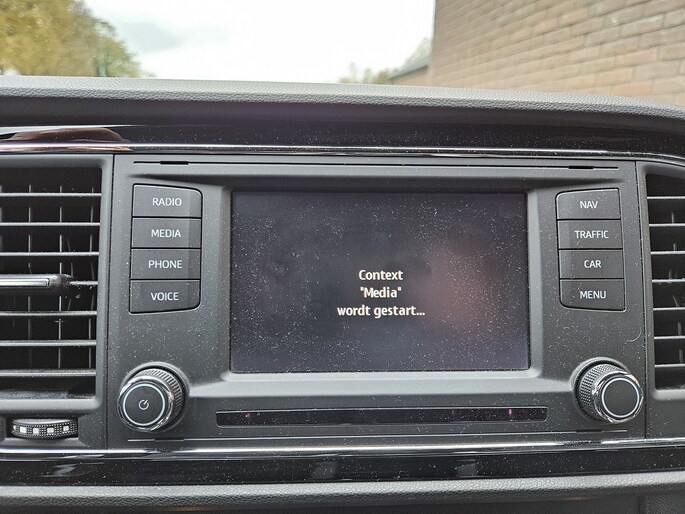 RADIO
MEDIA
PHONE
VOICE
Context
"Media"
wordt gestart...
NAV
TRAFFIC
CAR
MENU